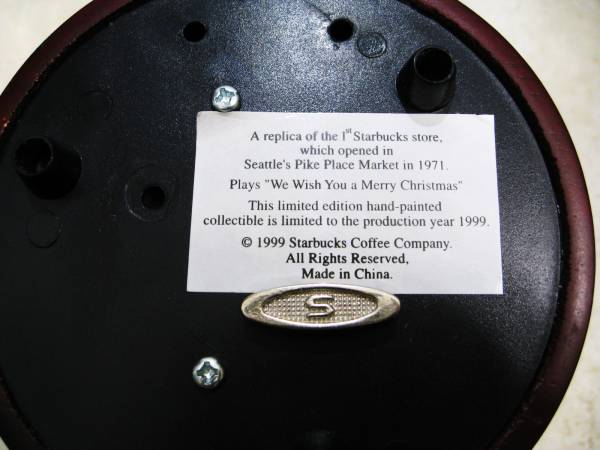 A replica of the 1st Starbucks store,
which opened in
Seattle's Pike Place Market in 1971.
Plays "We Wish You a Merry Christmas"
This limited edition hand-painted
collectible is limited to the production year 1999.
© 1999 Starbucks Coffee Company.
All Rights Reserved,
Made in China.
S